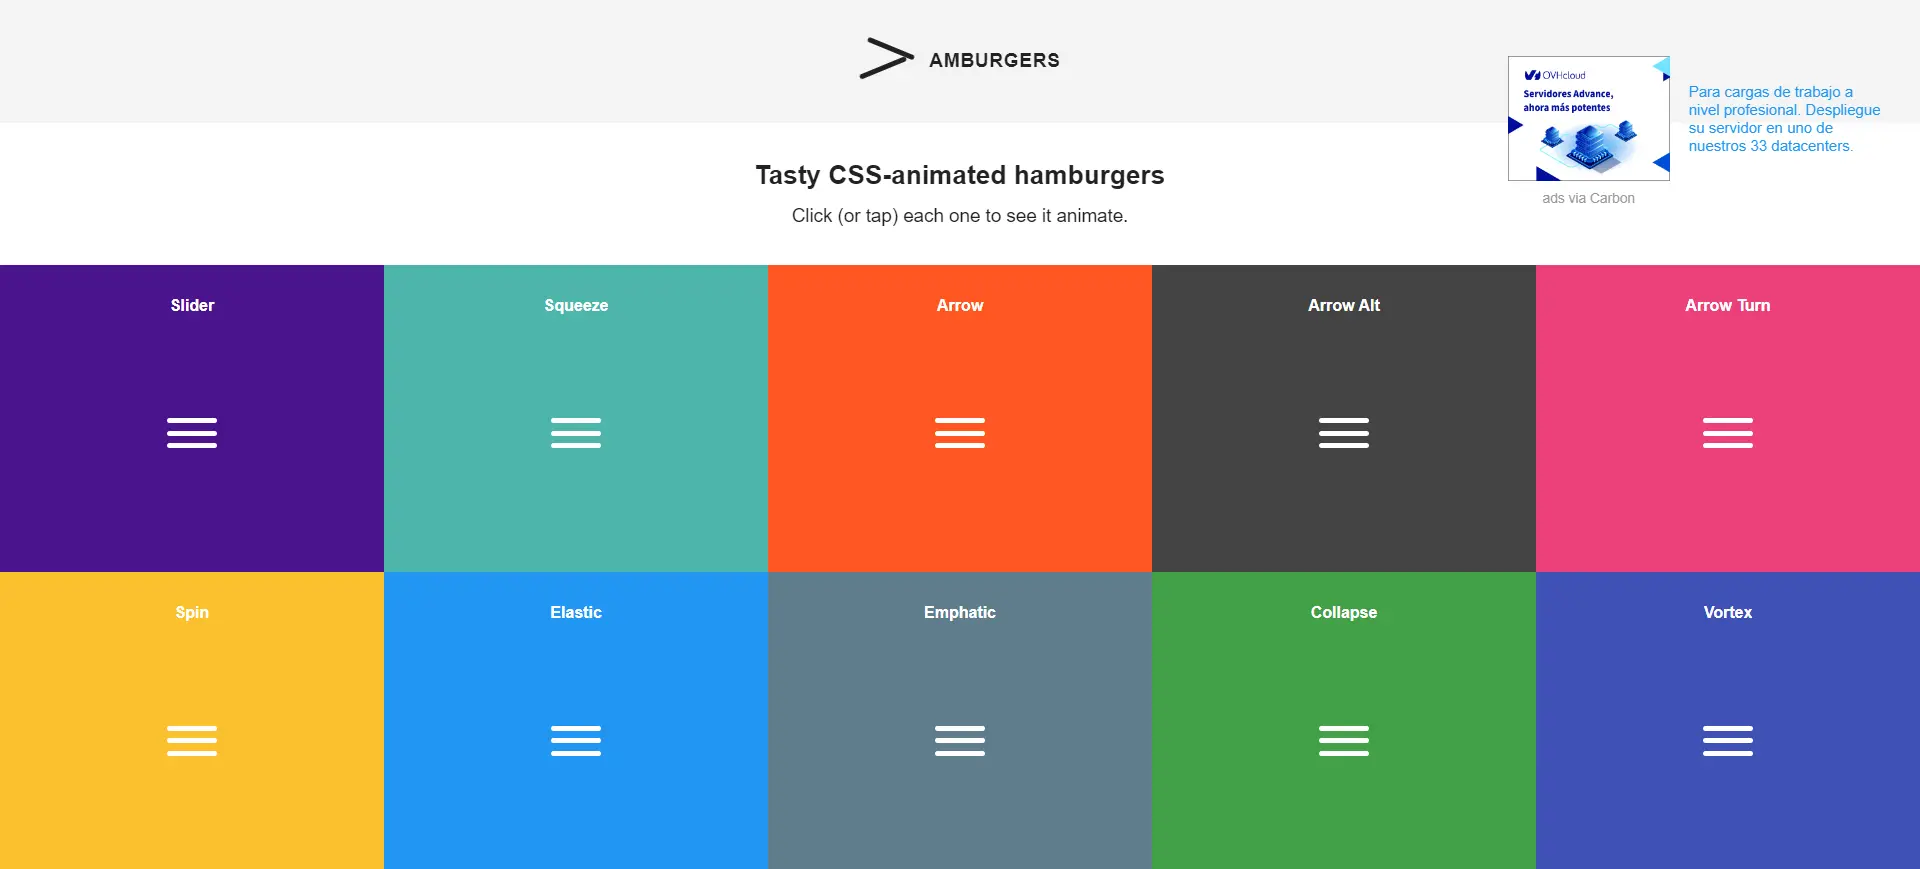 AMBURGERS
OVHcloud
Servidores Advance,
ahora más potentes
Para cargas de trabajo a
nivel profesional. Despliegue
su servidor en uno de
nuestros 33 datacenters.
ads via Carbon
Tasty CSS-animated hamburgers
Click (or tap) each one to see it animate.
Slider
Squeeze
Arrow
Arrow Alt
Arrow Turn
Spin
Elastic
Emphatic
Collapse
Vortex